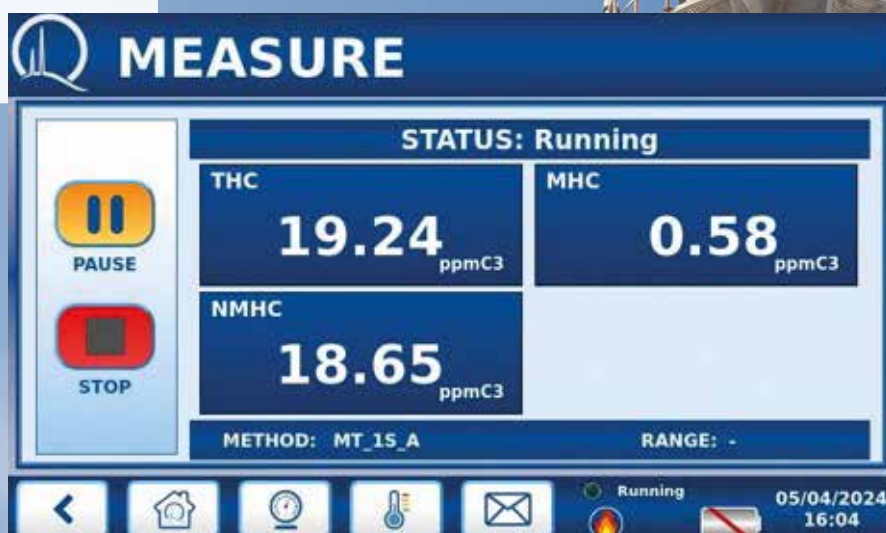 MEASURE
STATUS: Running
THC
19.24
ppmC3
MHC
0.58
ppmC3
PAUSE
NMHC
18.65
ppmC3
STOP
METHOD: MT_1S_A
RANGE: -
Running
05/04/2024
16:04